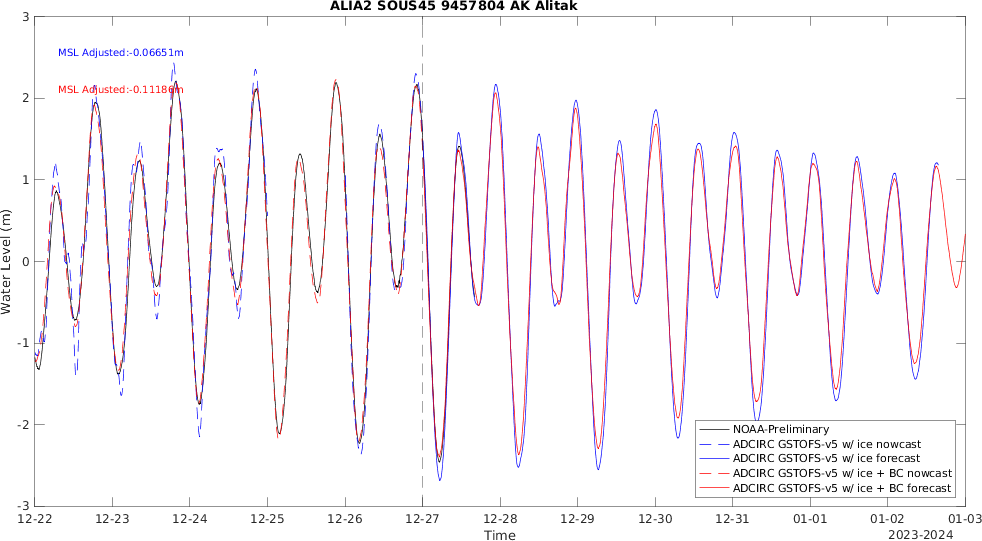 ALIA2 SOUS45 9457804 AK Alitak
3
2
1
0
-1
-2
-3
Water Level (m)
MSL Adjusted:-0.06651m
MSL Adjusted:-0.11186m
NOAA-Preliminary
ADCIRC GSTOFS-v5 w/ ice nowcast
ADCIRC GSTOFS-v5 w/ ice forecast
ADCIRC GSTOFS-v5 w/ ice + BC nowcast
ADCIRC GSTOFS-v5 w/ ice + BC forecast
12-22 12-23 12-24 12-25 12-26 12-27 12-28 12-29 12-30 12-31 01-01 01-02 01-03
Time
2023-2024